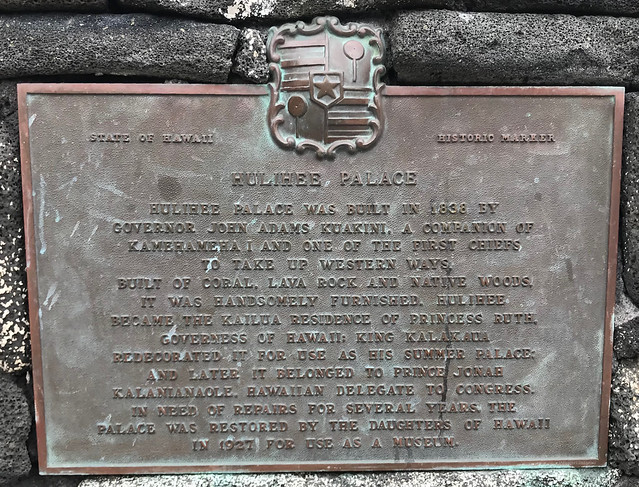 STATE OF HAWAII
HISTORIC MARKER
HULIHEE PALACE
HULIHEE PALACE WAS BUILT IN 1838 BY
GOVERNOR JOHN ADAMS KUAKINI, A COMPANION OF
KAMEHAMEHA I AND ONE OF THE FIRST CHIEFS
TO TAKE UP WESTERN WAYS.
BUILT OF CORAL, LAVA ROCK AND NATIVE WOODS,
IT WAS HANDSOMELY FURNISHED. HULIHEE
BECAME THE KAILUA RESIDENCE OF PRINCESS RUTH,
GOVERNESS OF HAWAII; KING KALAKAUA
REDECORATED IT FOR USE AS HIS SUMMER PALACE;
AND LATER IT BELONGED TO PRINCE JONAH
KALANIANAOLE, HAWAIIAN DELEGATE TO CONGRESS.
IN NEED OF REPAIRS FOR SEVERAL YEARS, THE
PALACE WAS RESTORED BY THE DAUGHTERS OF HAWAII
IN 1927 FOR USE AS A MUSEUM.